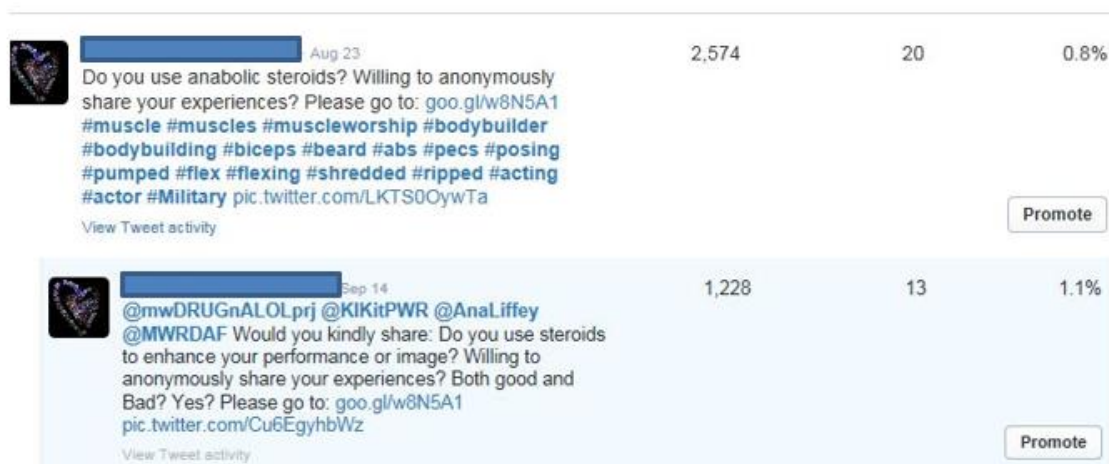 Aug 23 2,574 20 0.8%
Do you use anabolic steroids? Willing to anonymously
share your experiences? Please go to: goo.gl/w8N5A1
#muscle #muscles #muscleworship #bodybuilder
#bodybuilding #biceps #beard #abs #pecs #posing
#pumped #flex #flexing #shredded #ripped #acting
#actor #Military pic.twitter.com/LKTS0OywTa
Promote
View Tweet activity
Sep 14 1,228 13 1.1%
@mwDRUGnALOLprj @KIKitPWR @AnaLiffey
@MWRDAF Would you kindly share: Do you use steroids
to enhance your performance or image? Willing to
anonymously share your experiences? Both good and
Bad? Yes? Please go to: goo.gl/w8N5A1
pic.twitter.com/Cu6EgyhbWz
Promote
View Tweet activity